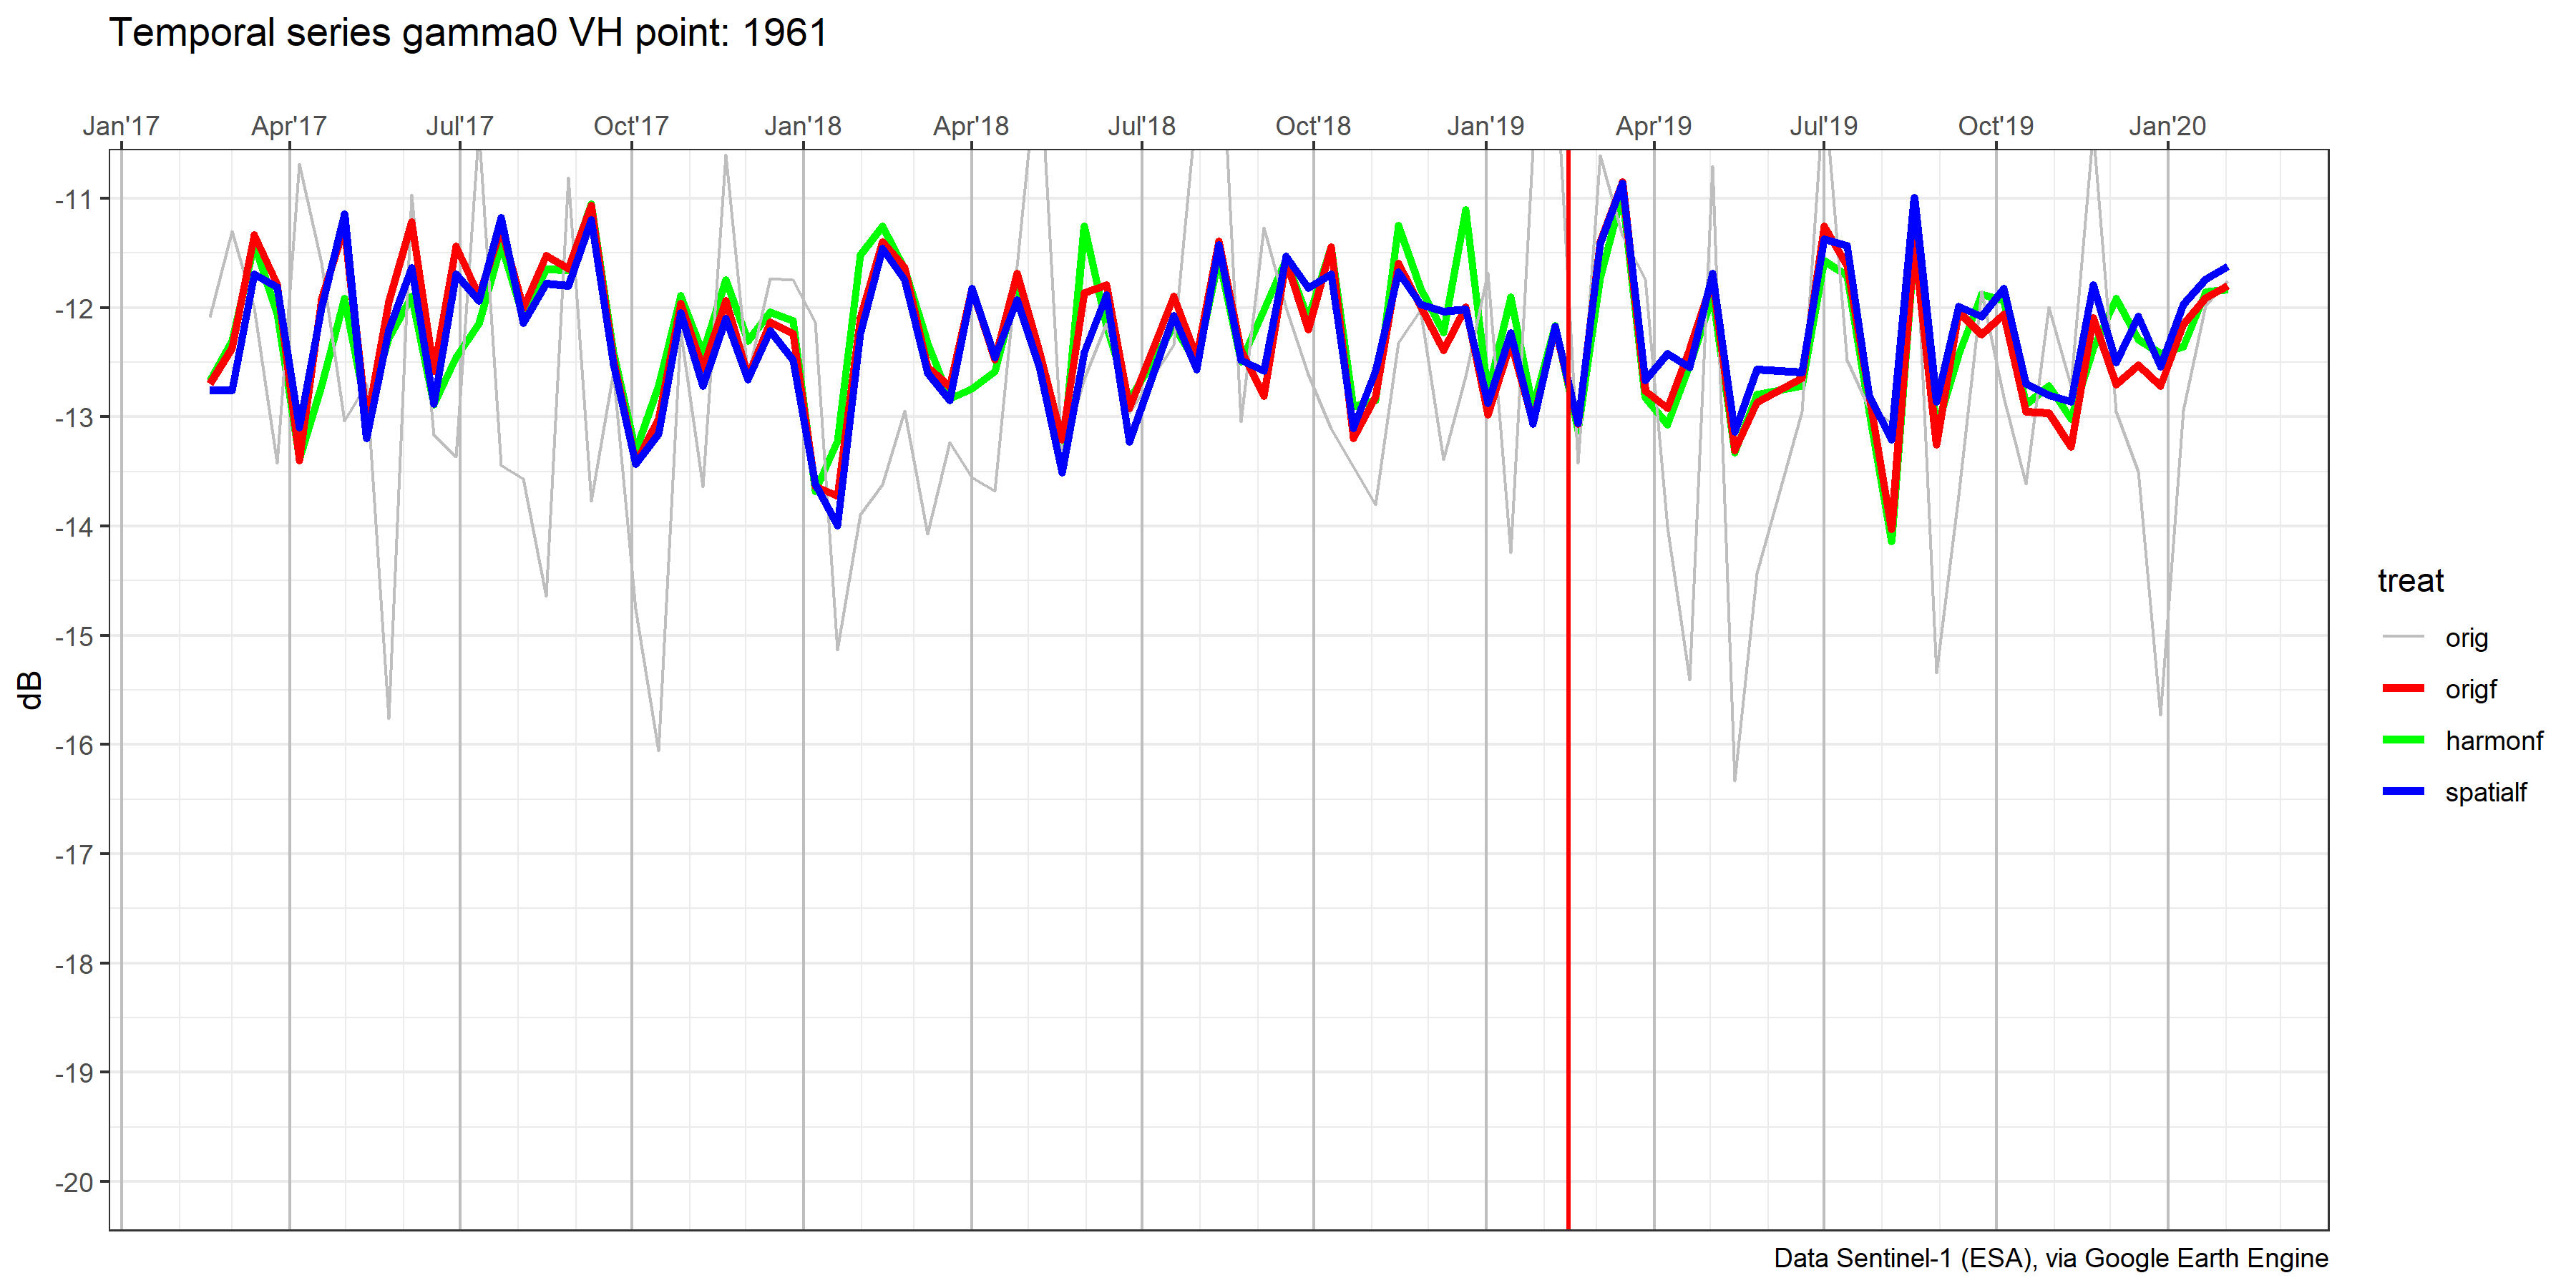 Temporal series gamma0 VH point: 1961
Jan'17 Apr'17 Jul'17 Oct'17 Jan'18 Apr'18 Jul'18 Oct'18 Jan'19 Apr'19 Jul'19 Oct'19 Jan'20
-11
-12
-13
-14
-15
-16
-17
-18
-19
-20
dB
treat
orig
origf
harmonf
spatialf
Data Sentinel-1 (ESA), via Google Earth Engine